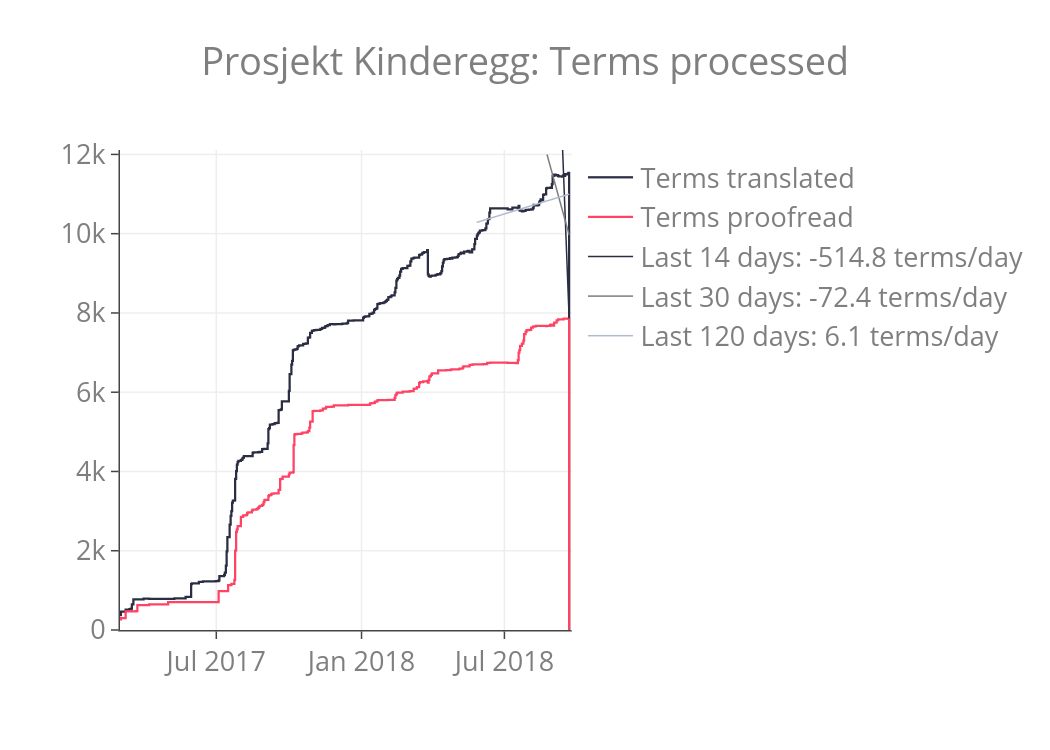 Prosjekt Kinderegg: Terms processed
12k
10k
8k
6k
4k
2k
0
Jul 2017
Jan 2018
Jul 2018
Terms translated
Terms proofread
Last 14 days: -514.8 terms/day
Last 30 days: -72.4 terms/day
Last 120 days: 6.1 terms/day